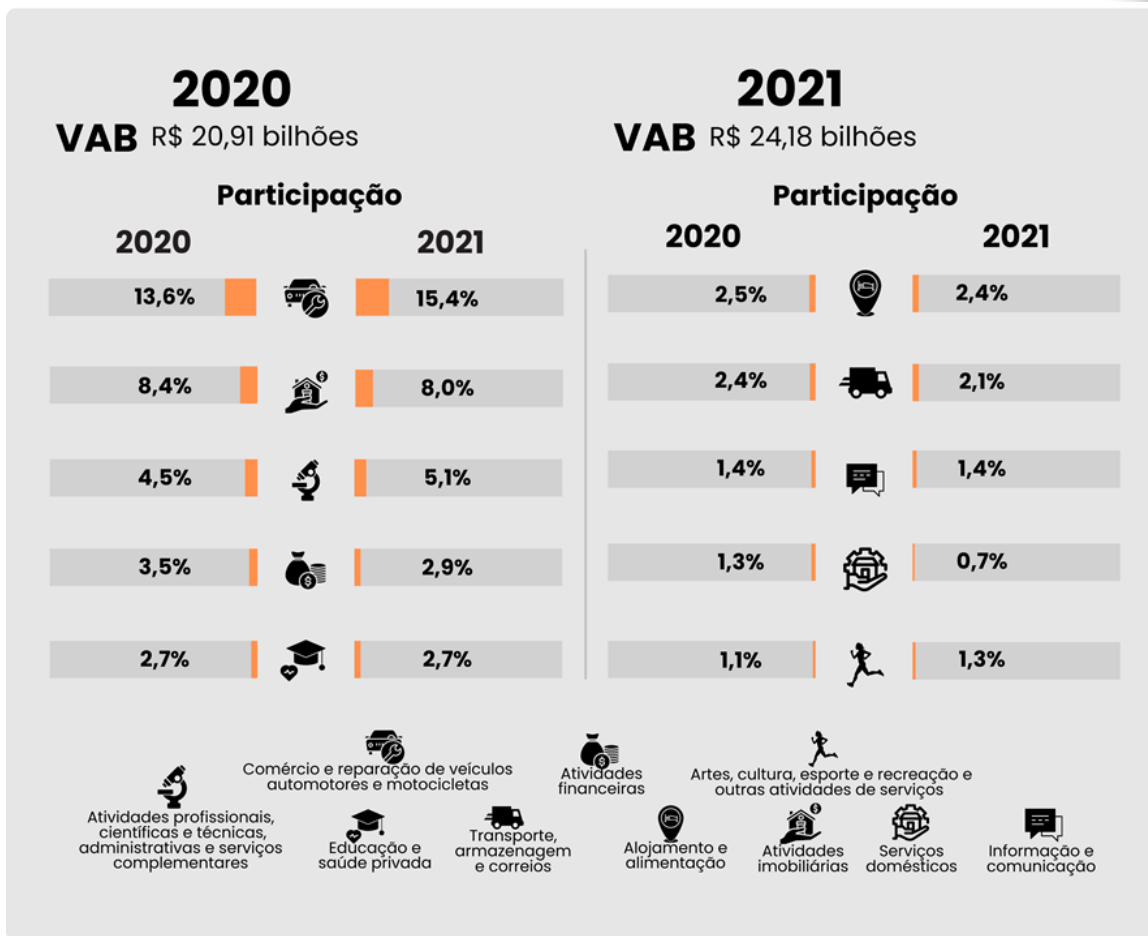 2020
VAB R$ 20,91 bilhões
2021
VAB R$ 24,18 bilhões
Participação
2020 2021
13,6% 15,4%
8,4% 8,0%
4,5% 5,1%
3,5% 2,9%
2,7% 2,7%
Participação
2020 2021
2,5% 2,4%
2,4% 2,1%
1,4% 1,4%
1,3% 0,7%
1,1% 1,3%
Comércio e reparação de veículos
automotores e motocicletas
Atividades
financeiras
Artes, cultura, esporte e recreação e
outras atividades de serviços
Atividades profissionais,
científicas e técnicas,
administrativas e serviços
complementares
Educação e
saúde privada
Transporte,
armazenagem
e correios
Alojamento e
alimentação
Atividades
imobiliárias
Serviços
domésticos
Informação e
comunicação